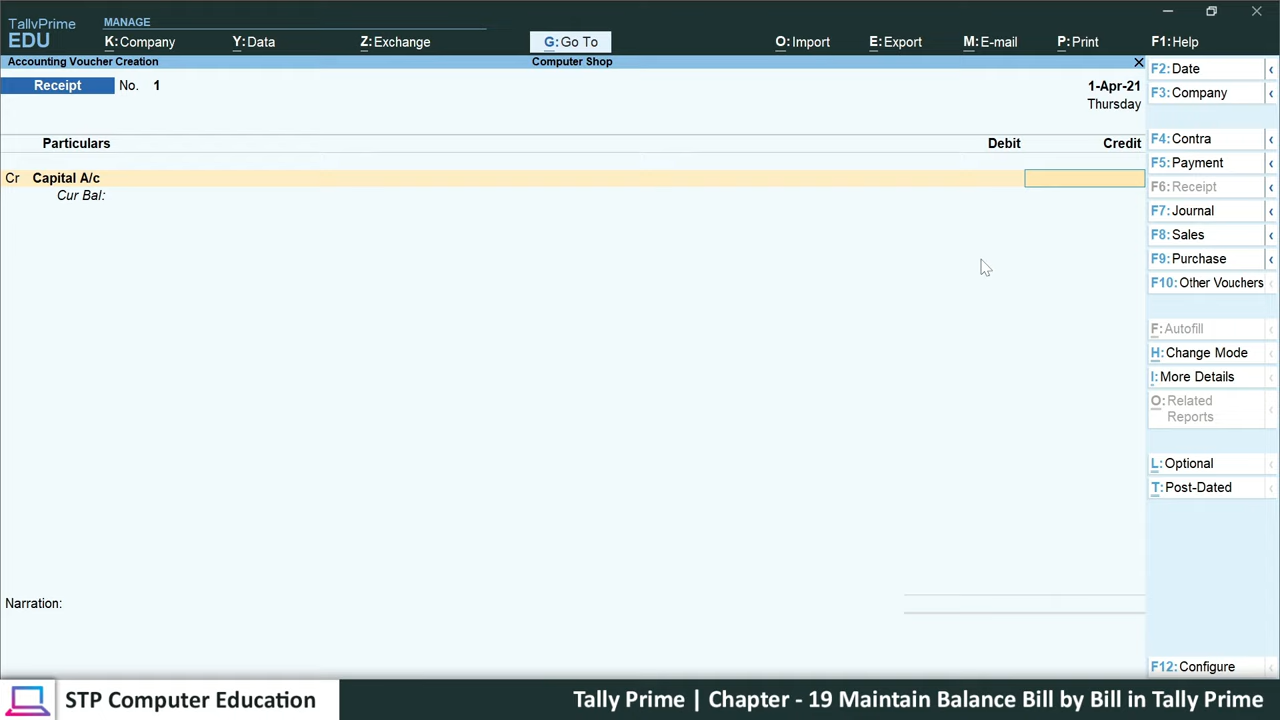 TallyPrime
EDU
MANAGE
K:Company
Y:Data
Z:Exchange
G:Go To
O:Import
E:Export
M:E-mail
P:Print
F1:Help
Accounting Voucher Creation
Computer Shop
Receipt No. 1
1-Apr-21
Thursday
Particulars Debit Credit
Cr Capital A/c
Cur Bal:
Narration:
F2:Date
F3:Company
F4:Contra
F5:Payment
F6:Receipt
F7:Journal
F8:Sales
F9:Purchase
F10:Other Vouchers
F:Autofill
H:Change Mode
I:More Details
O:Related
Reports
L:Optional
T:Post-Dated
F12:Configure
STP Computer Education
Tally Prime | Chapter - 19 Maintain Balance Bill by Bill in Tally Prime